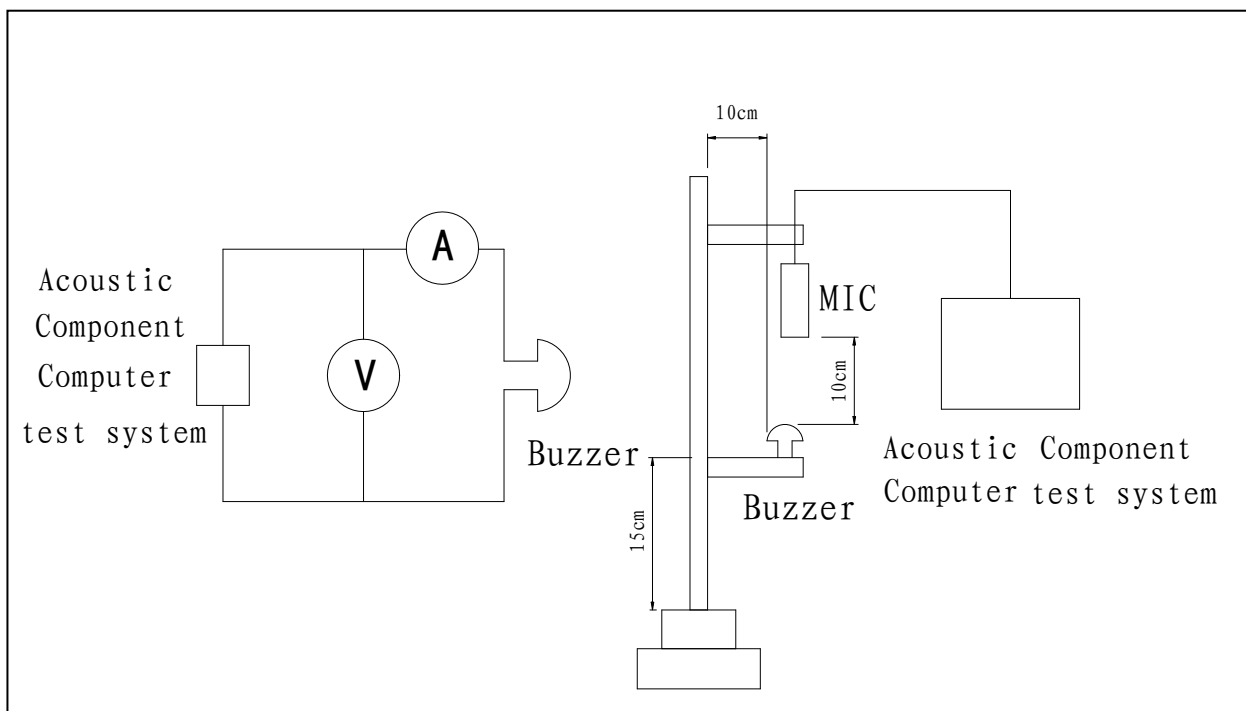 10cm
A
Acoustic
Component
Computer
test system
V
Buzzer
MIC
10cm
Buzzer
15cm
Acoustic Component
Computer test system